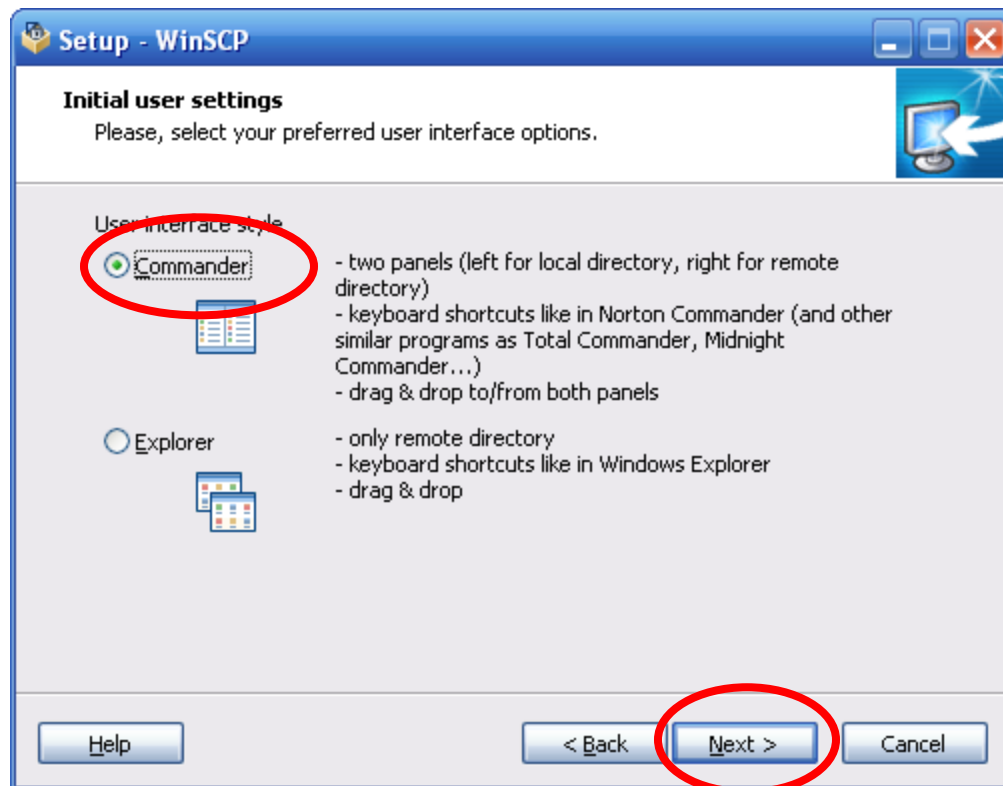 Setup - WinSCP
Initial user settings
Please, select your preferred user interface options.
User interface style
Commander
- two panels (left for local directory, right for remote
directory)
- keyboard shortcuts like in Norton Commander (and other
similar programs as Total Commander, Midnight
Commander...)
- drag & drop to/from both panels
Explorer
- only remote directory
- keyboard shortcuts like in Windows Explorer
- drag & drop
Help
< Back
Next >
Cancel